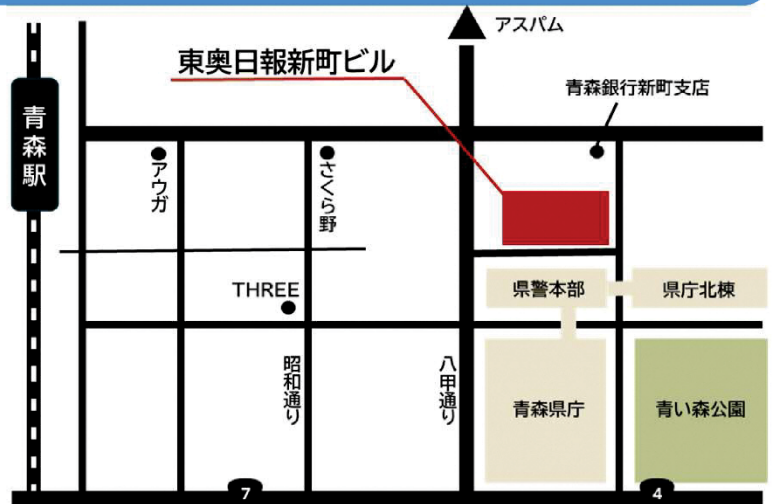 アスパム
東奥日報新町ビル
青森銀行新町支店
青森駅
アウガ
さくら野
THREE
県警本部
県庁北棟
昭和通り
八甲通り
青森県庁
青い森公園
7
4